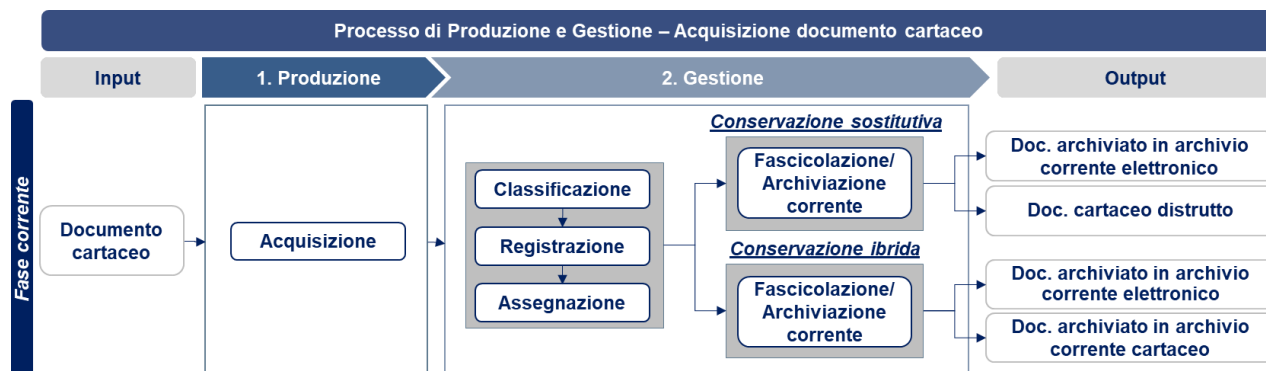 Processo di Produzione e Gestione – Acquisizione documento cartaceo
Input
1. Produzione
2. Gestione
Output
Fase corrente
Documento
cartaceo
Acquisizione
Classificazione
Registrazione
Assegnazione
Conservazione sostitutiva
Fascicolazione/
Archiviazione
corrente
Conservazione ibrida
Fascicolazione/
Archiviazione
corrente
Doc. archiviato in archivio
corrente elettronico
Doc. cartaceo distrutto
Doc. archiviato in archivio
corrente elettronico
Doc. archiviato in archivio
corrente cartaceo